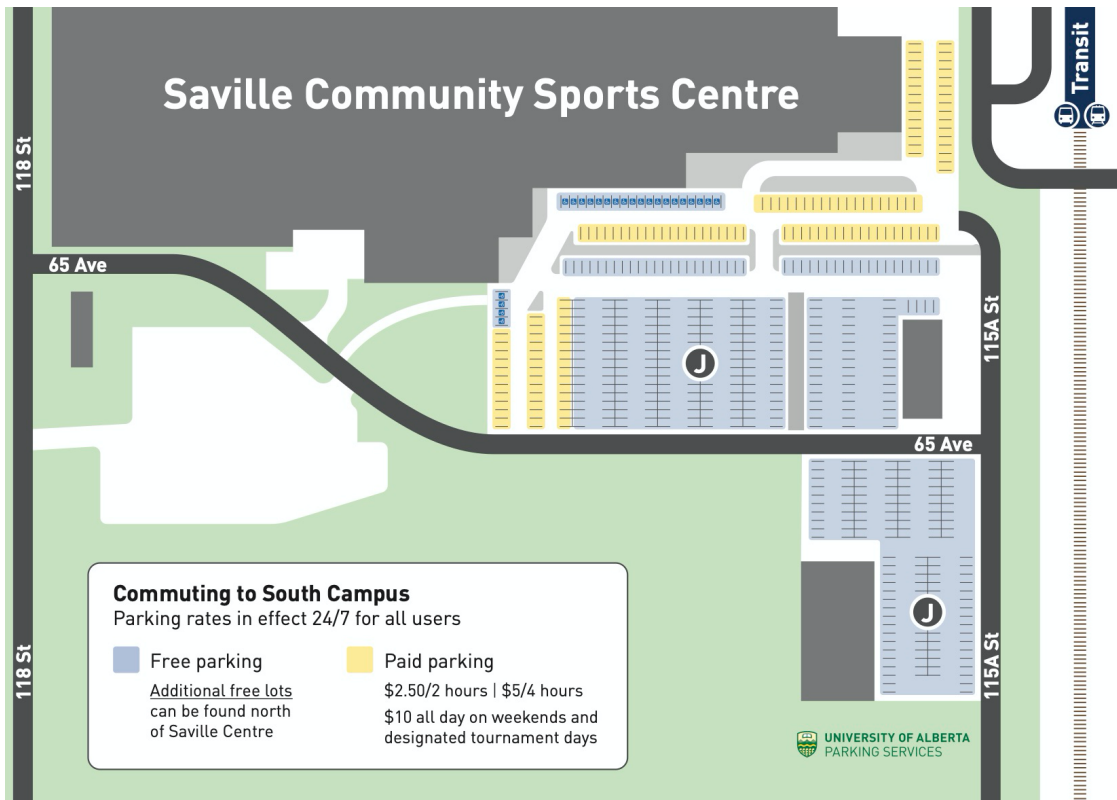 Saville Community Sports Centre
Transit
118 St
65 Ave
115A St
J
65 Ave
J
118 St
115A St
Commuting to South Campus
Parking rates in effect 24/7 for all users
Free parking
Additional free lots
can be found north
of Saville Centre
Paid parking
$2.50/2 hours | $5/4 hours
$10 all day on weekends and
designated tournament days
UNIVERSITY OF ALBERTA
PARKING SERVICES